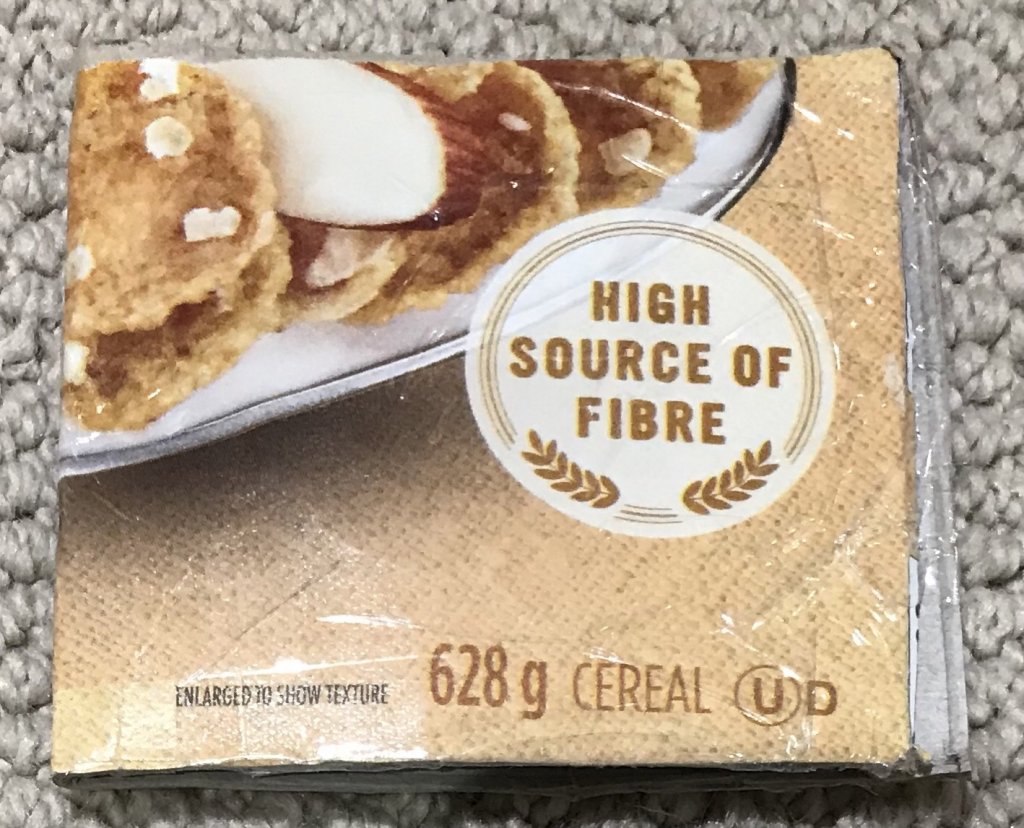 HIGH
SOURCE OF
FIBRE
ENLARGED TO SHOW TEXTURE
628 g CEREAL Ⓤ D